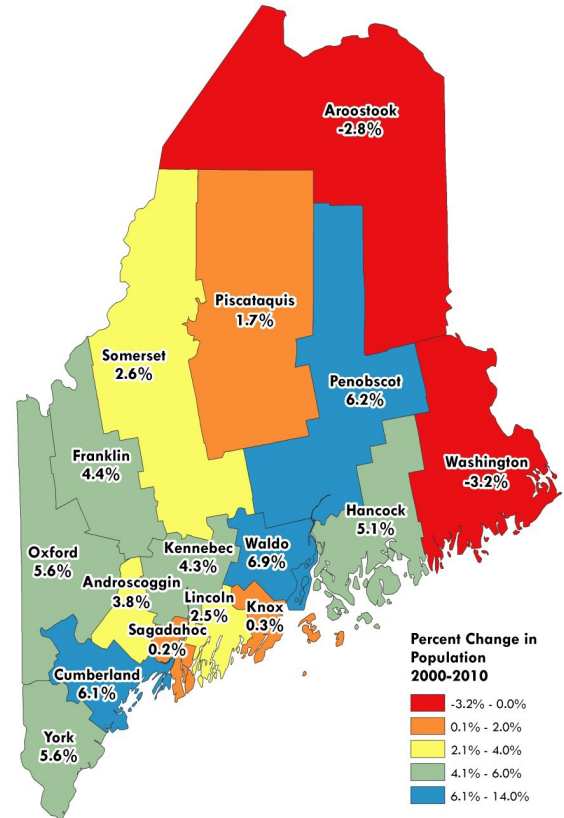 Aroostook
-2.8%
Piscataquis
1.7%
Somerset
2.6%
Penobscot
6.2%
Franklin
4.4%
Washington
-3.2%
Hancock
5.1%
Kennebec
4.3%
Waldo
6.9%
Oxford
5.6%
Androscoggin
3.8%
Lincoln
2.5%
Knox
0.3%
Sagadahoc
0.2%
Cumberland
6.1%
York
5.6%
Percent Change in
Population
2000-2010
-3.2% - 0.0%
0.1% - 2.0%
2.1% - 4.0%
4.1% - 6.0%
6.1% - 14.0%